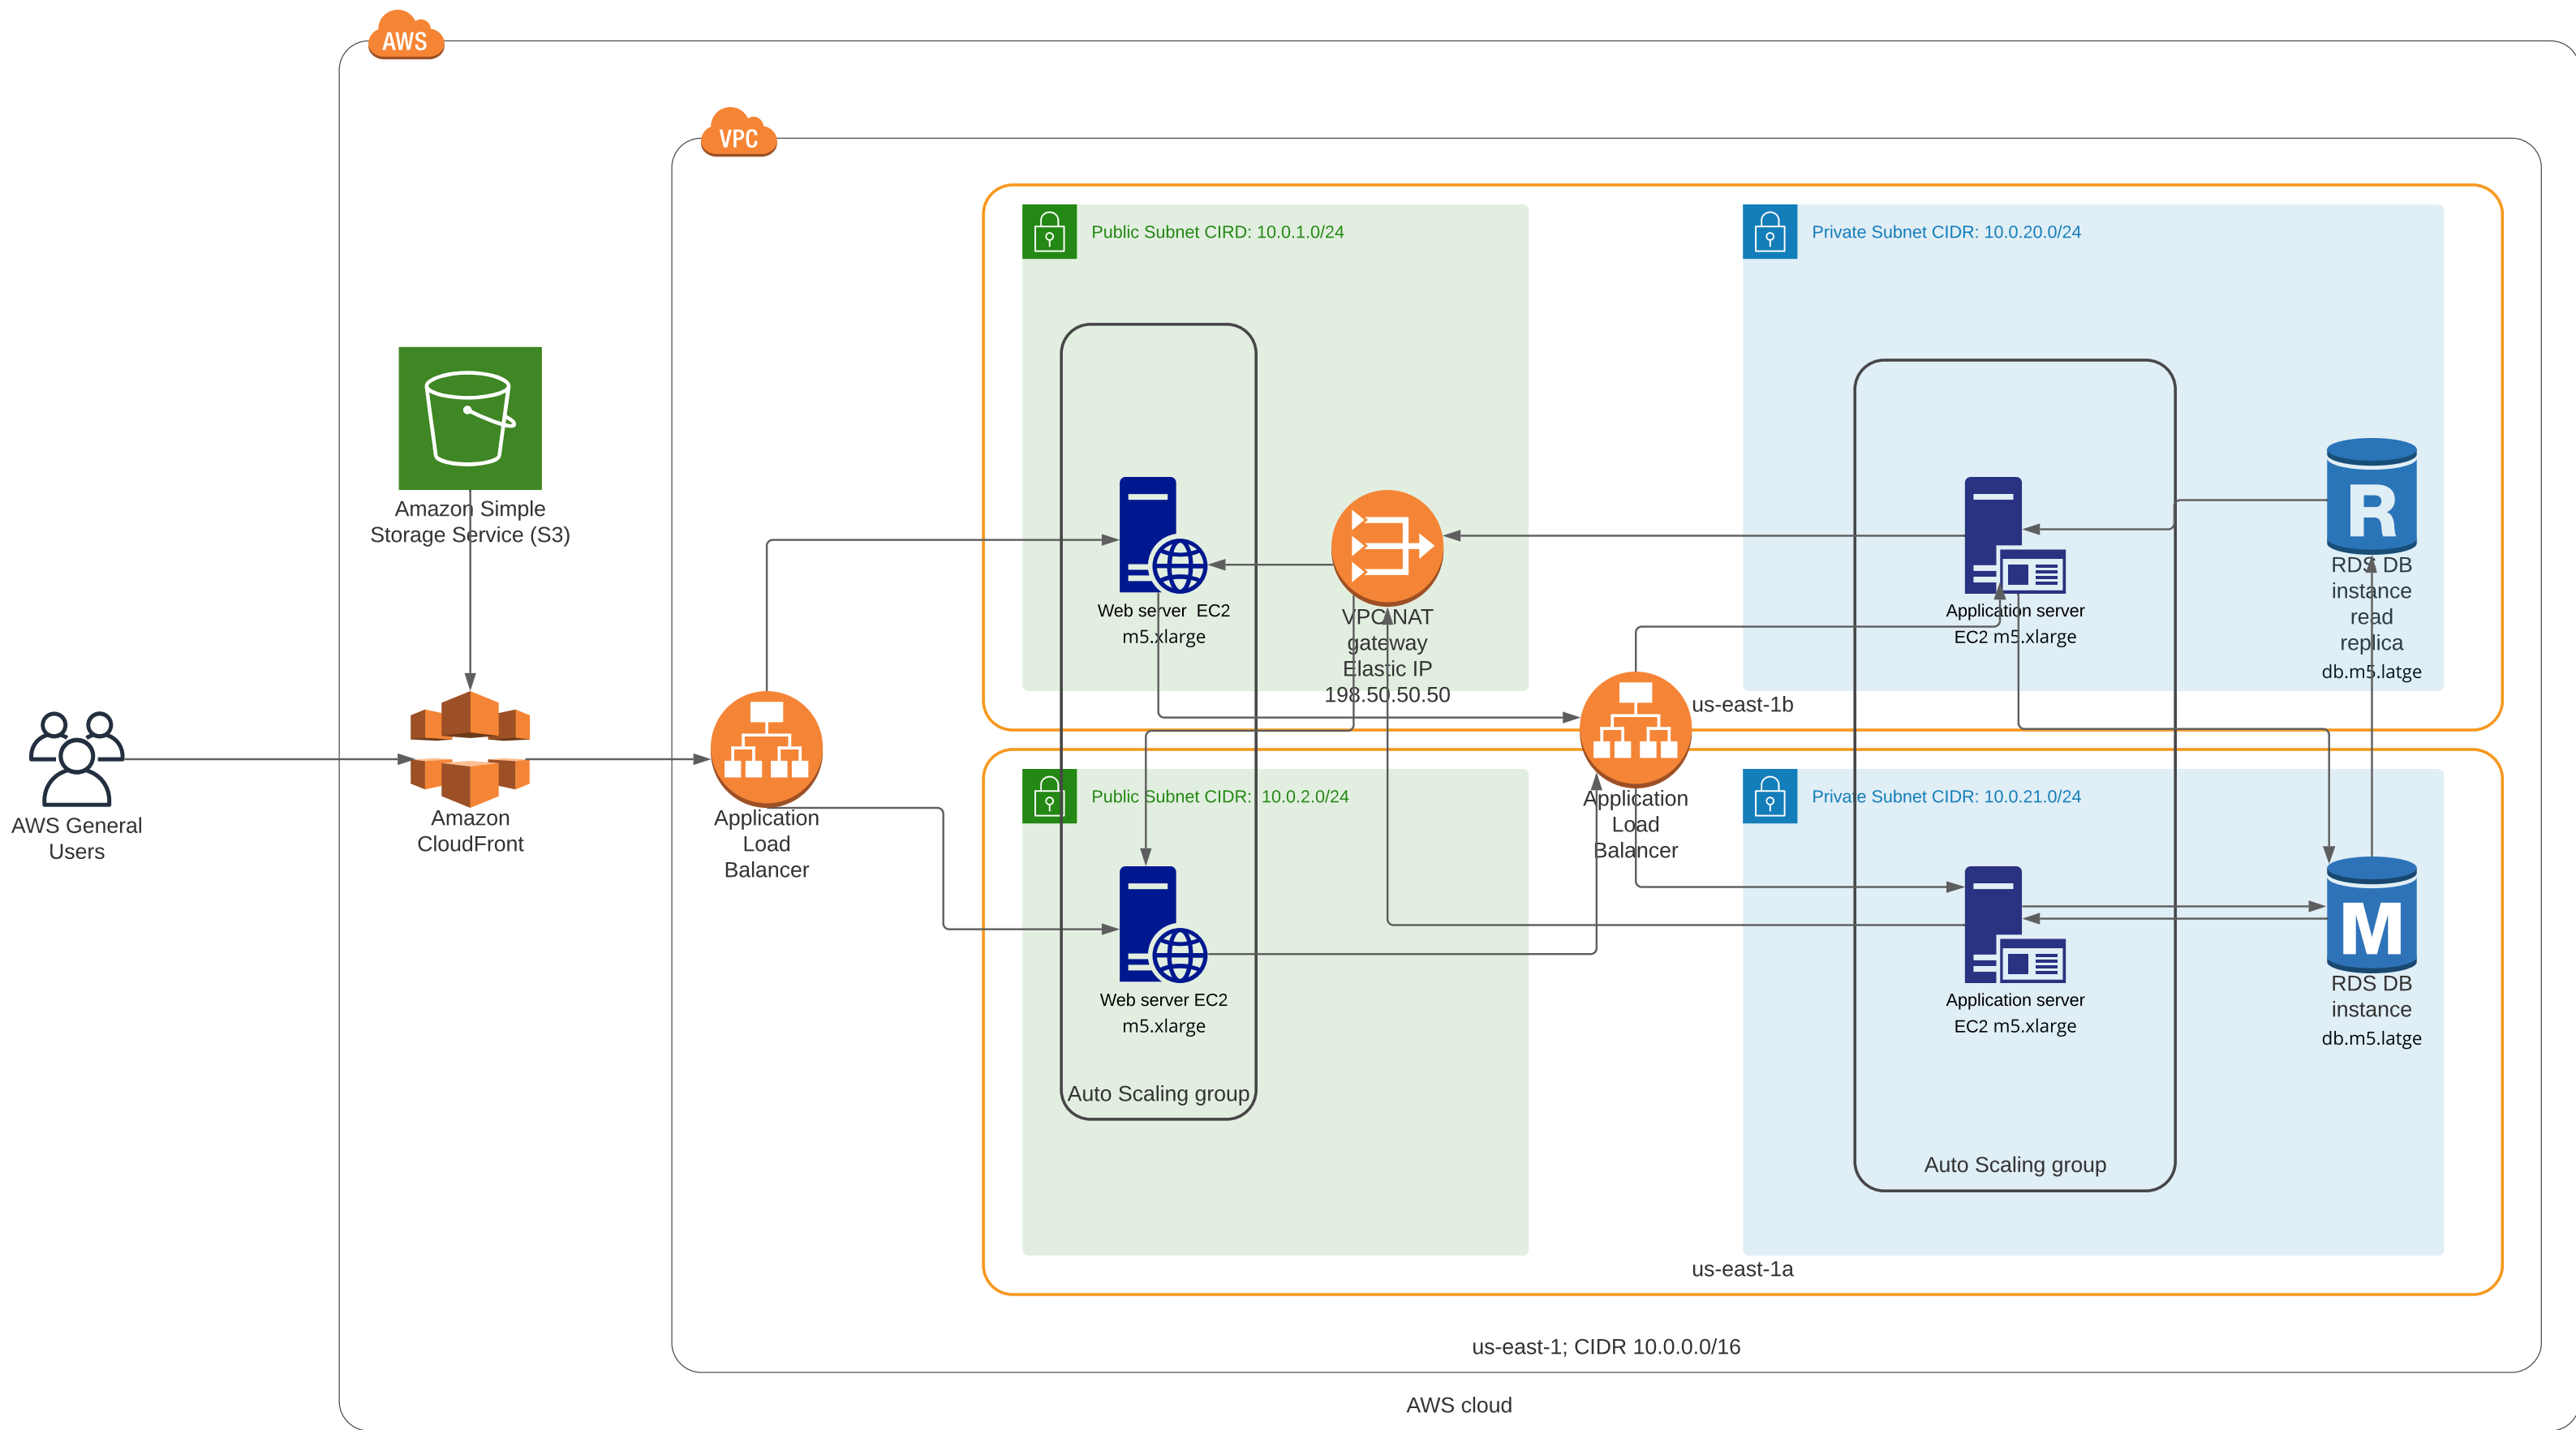 AWS
VPC
Public Subnet CIRD: 10.0.1.0/24
Private Subnet CIDR: 10.0.20.0/24
Amazon Simple
Storage Service (S3)
Web server  EC2
m5.xlarge
VPC NAT
gateway
Elastic IP
198.50.50.50
Application server
EC2 m5.xlarge
R
RDS DB
instance
read
replica
db.m5.latge
us-east-1b
AWS General
Users
Amazon
CloudFront
Application
Load
Balancer
Application
Load
Balancer
Public Subnet CIDR:  10.0.2.0/24
Private Subnet CIDR: 10.0.21.0/24
Web server EC2
m5.xlarge
Auto Scaling group
Application server
EC2 m5.xlarge
Auto Scaling group
M
RDS DB
instance
db.m5.latge
us-east-1a
us-east-1; CIDR 10.0.0.0/16
AWS cloud